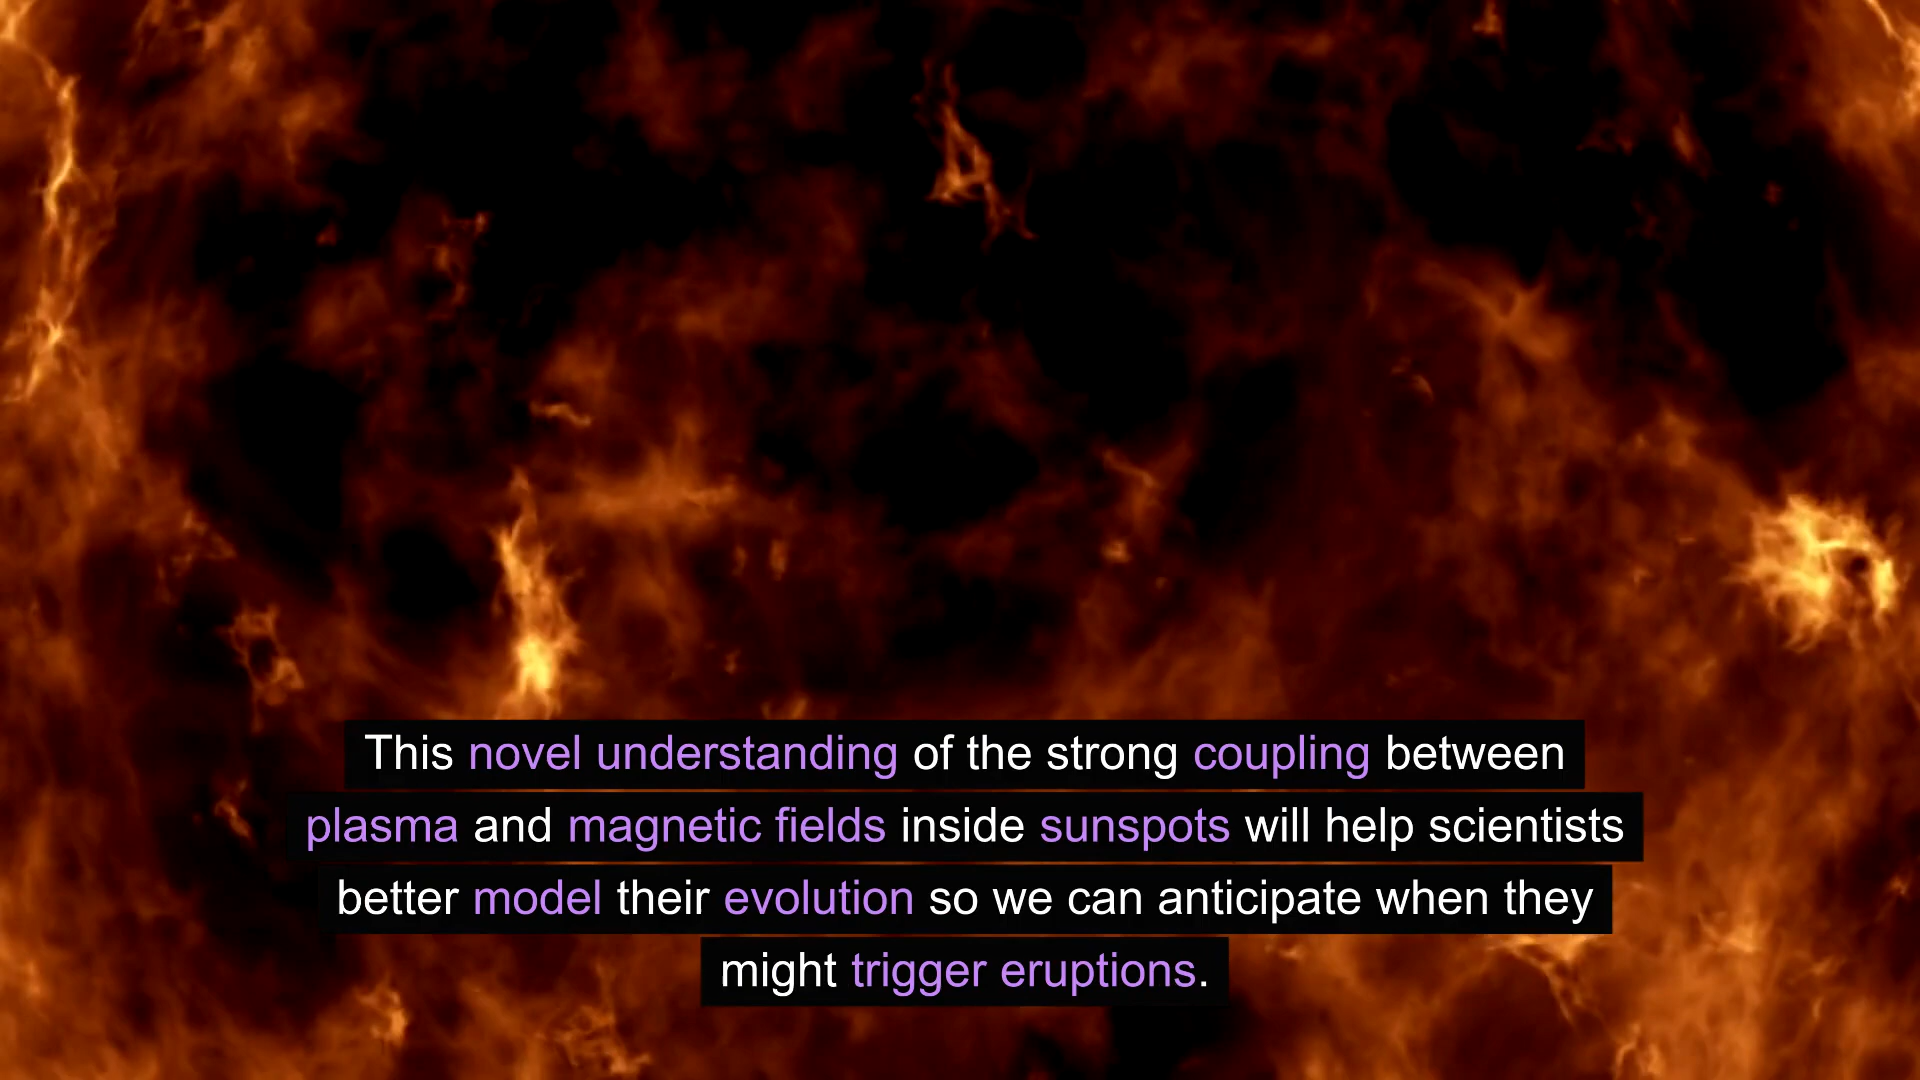 This novel understanding of the strong coupling between
plasma and magnetic fields inside sunspots will help scientists
better model their evolution so we can anticipate when they
might trigger eruptions.